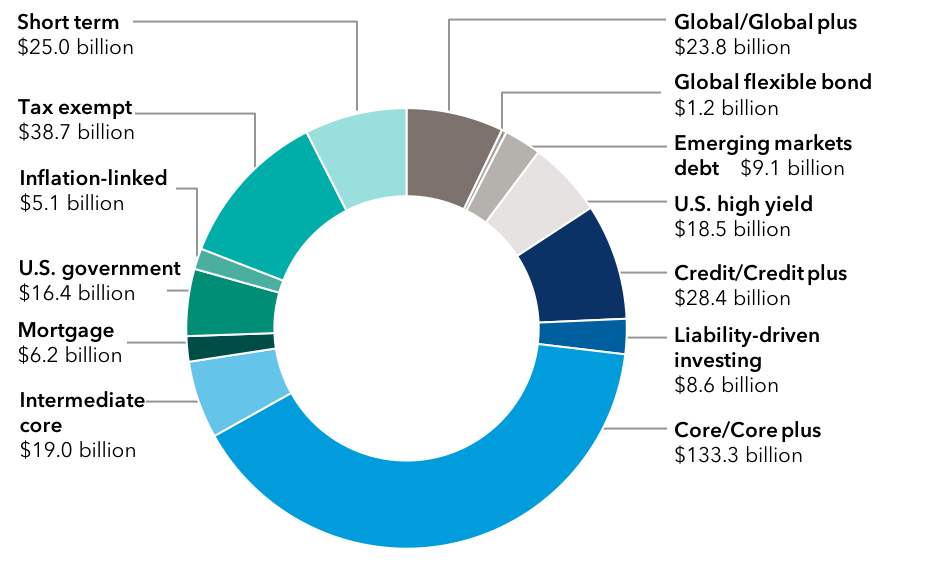 Short term
$25.0 billion
Tax exempt
$38.7 billion
Inflation-linked
$5.1 billion
U.S. government
$16.4 billion
Mortgage
$6.2 billion
Intermediate
core
$19.0 billion
Global/Global plus
$23.8 billion
Global flexible bond
$1.2 billion
Emerging markets
debt $9.1 billion
U.S. high yield
$18.5 billion
Credit/Credit plus
$28.4 billion
Liability-driven
investing
$8.6 billion
Core/Core plus
$133.3 billion